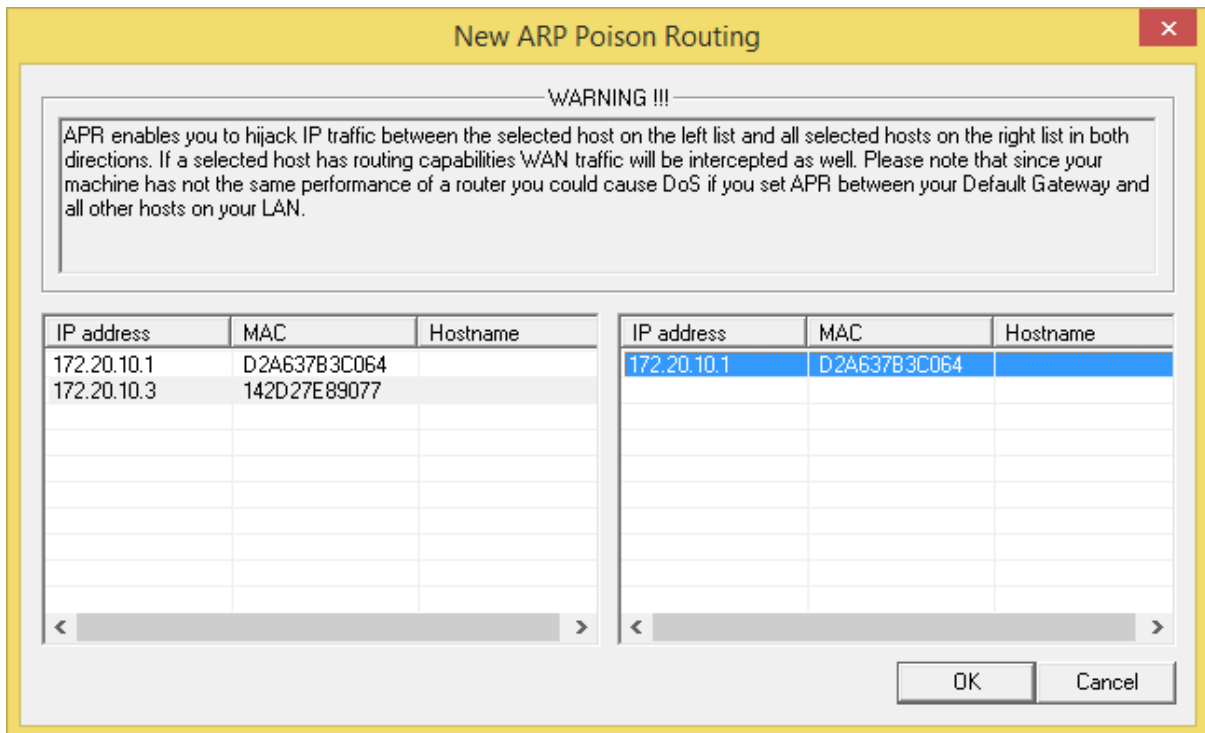 New ARP Poison Routing
WARNING !!!
APR enables you to hijack IP traffic between the selected host on the left list and all selected hosts on the right list in both
directions. If a selected host has routing capabilities WAN traffic will be intercepted as well. Please note that since your
machine has not the same performance of a router you could cause DoS if you set APR between your Default Gateway and
all other hosts on your LAN.
IP address MAC Hostname
172.20.10.1 D2A637B3C064
172.20.10.3 142D27E89077
IP address MAC Hostname
172.20.10.1 D2A637B3C064
OK Cancel